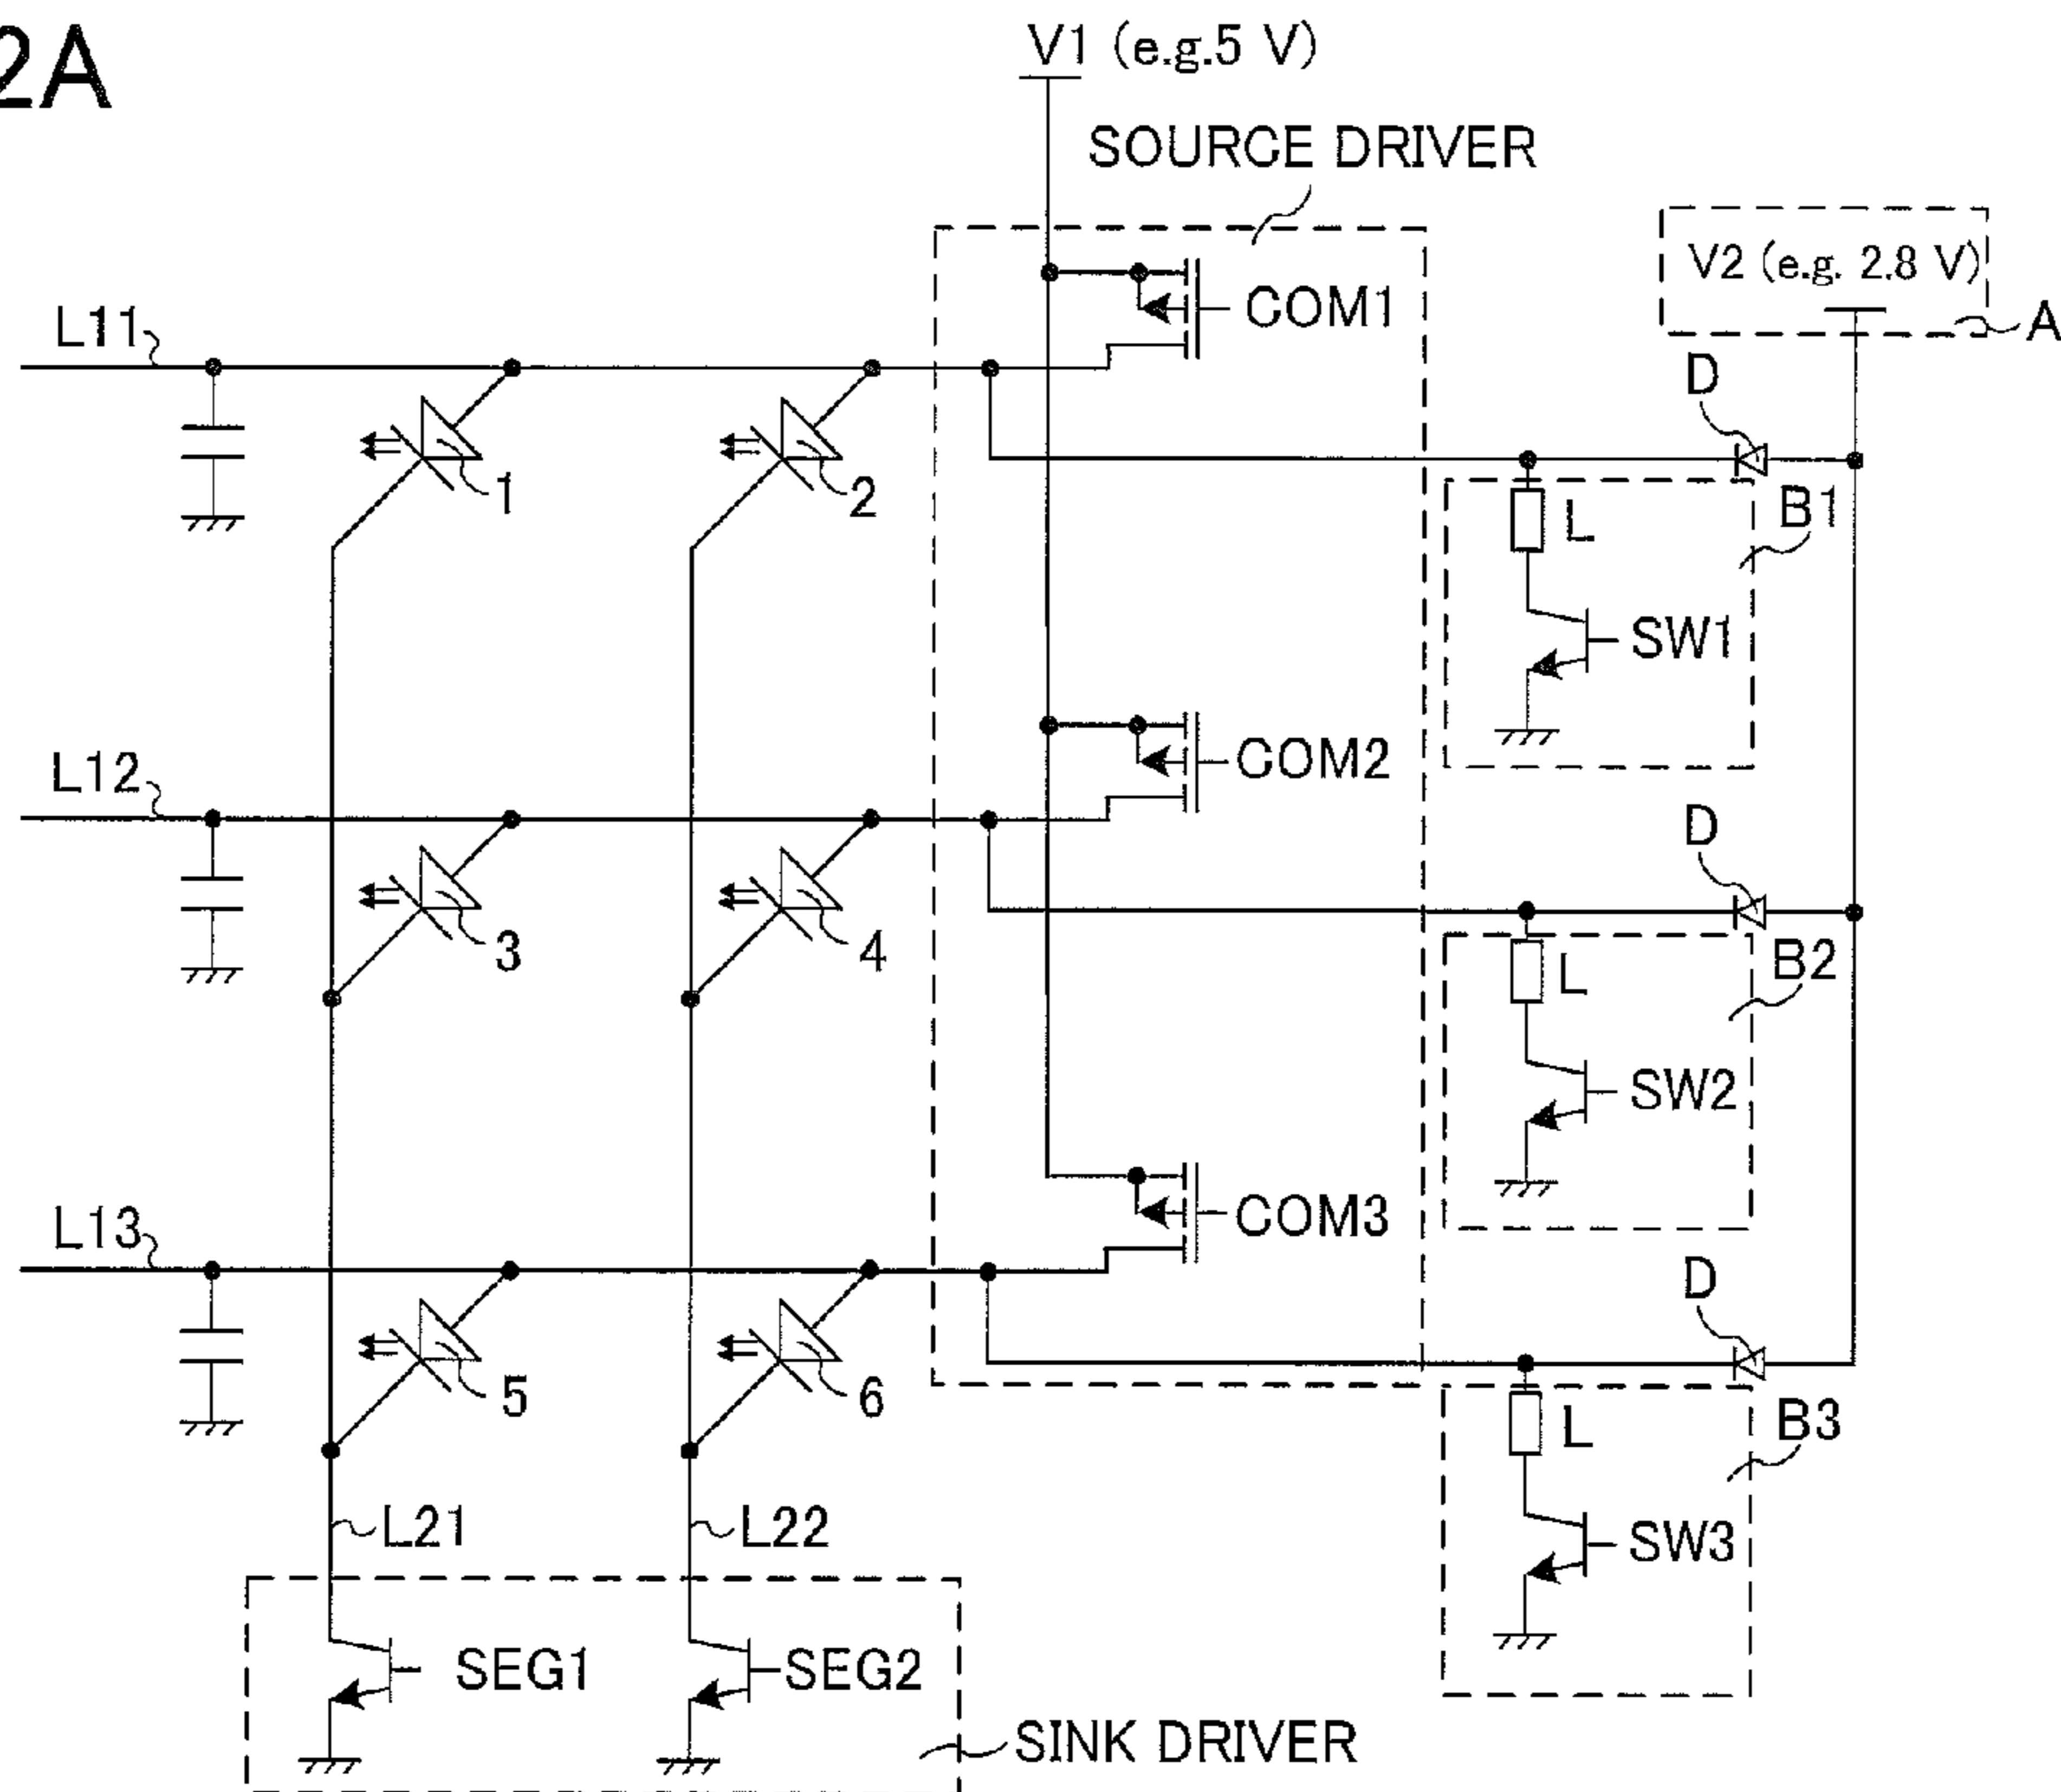 2A
V1 (e.g.5 V)
SOURCE DRIVER
V2 (e.g. 2.8 V)
A
COM1
L11
D
1
2
B1
L
SW1
COM2
L12
D
3
4
B2
L
SW2
COM3
L13
D
5
6
B3
L
SW3
L21
L22
SEG1
SEG2
SINK DRIVER